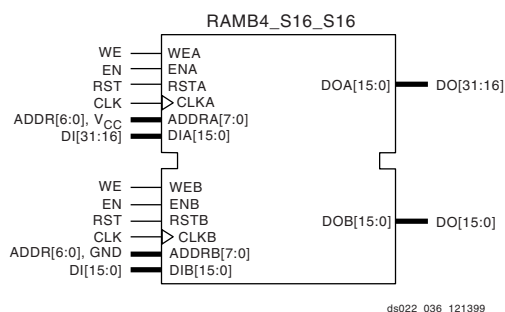 RAMB4_S16_S16
WE WEA
EN ENA
RST RSTA
CLK CLKA
ADDR[6:0], VCC ADDRA[7:0]
DI[31:16] DIA[15:0]
DOA[15:0] DO[31:16]
WE WEB
EN ENB
RST RSTB
CLK CLKB
ADDR[6:0], GND ADDRB[7:0]
DI[15:0] DIB[15:0]
DOB[15:0] DO[15:0]
ds022_036_121399